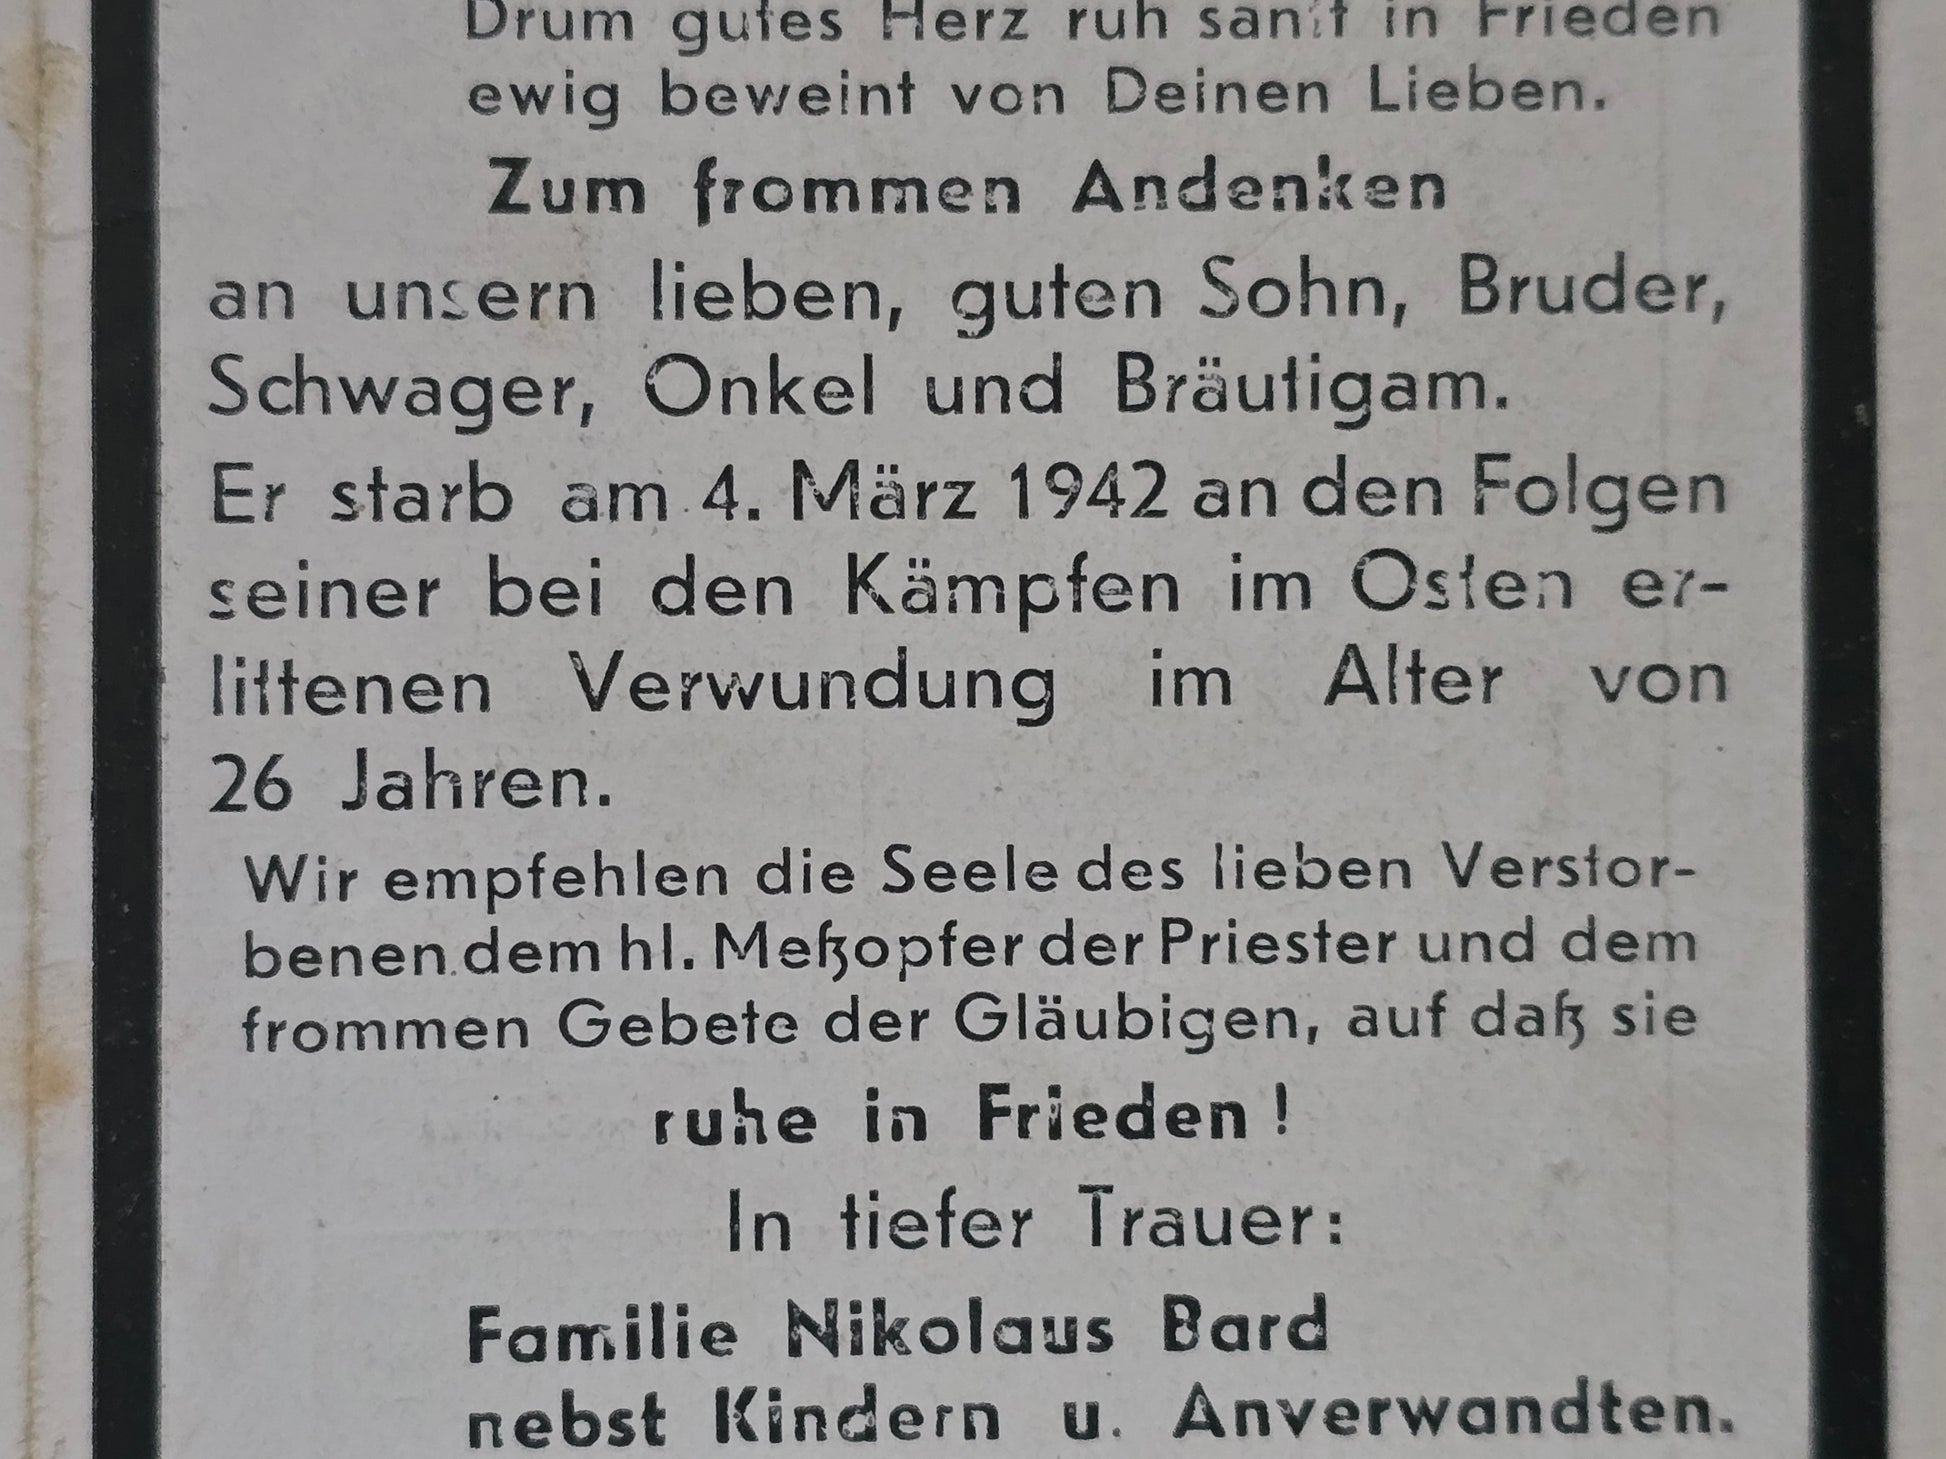 Drum gutes Herz ruh sanft in Frieden
ewig beweint von Deinen Lieben.
Zum frommen Andenken
an unsern lieben, guten Sohn, Bruder,
Schwager, Onkel und Bräutigam.
Er starb am 4. März 1942 an den Folgen
seiner bei den Kämpfen im Osten er-
littenen Verwundung im Alter von
26 Jahren.
Wir empfehlen die Seele des lieben Verstor-
benen dem hl. Meßopfer der Priester und dem
frommen Gebete der Gläubigen, auf daß sie
ruhe in Frieden!
In tiefer Trauer:
Familie Nikolaus Bard
nebst Kindern u. Anverwandten.